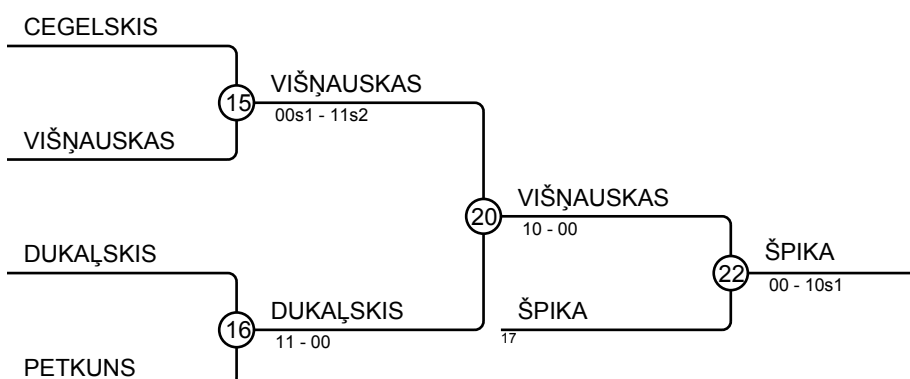 CEGELSKIS
15
VIŠŅAUSKAS
00s1 - 11s2
VIŠŅAUSKAS
20
VIŠŅAUSKAS
10 - 00
DUKAĻSKIS
22
ŠPIKA
00 - 10s1
16
DUKAĻSKIS
11 - 00
ŠPIKA
17
PETKUNS